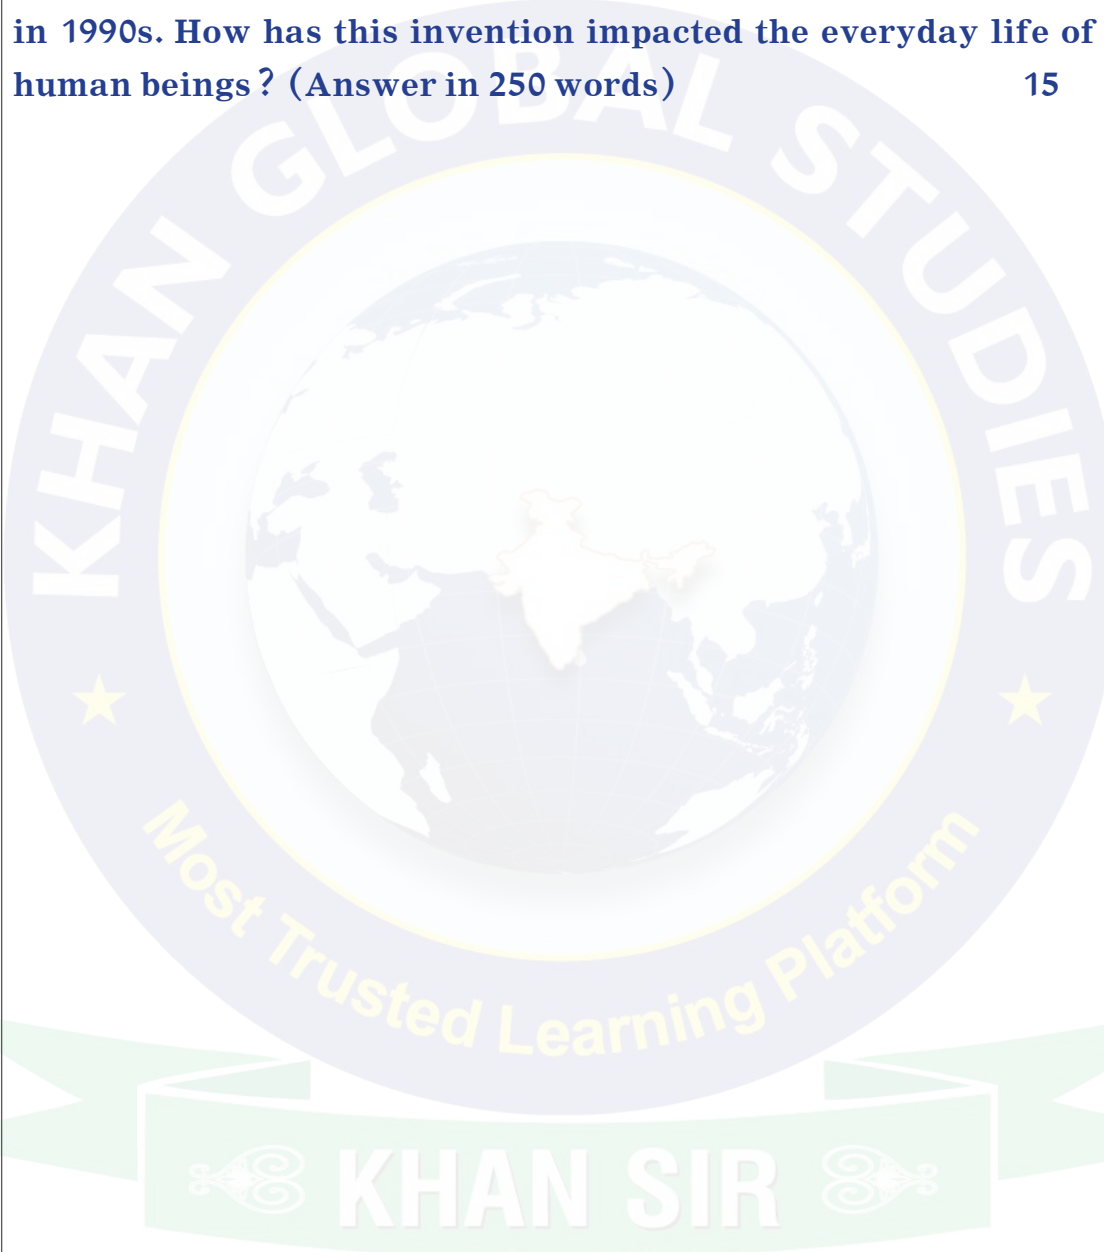 in 1990s. How has this invention impacted the everyday life of
human beings? (Answer in 250 words) 15
KHAN GLOBAL STUDIES
Most Trusted Learning Platform
KHAN SIR